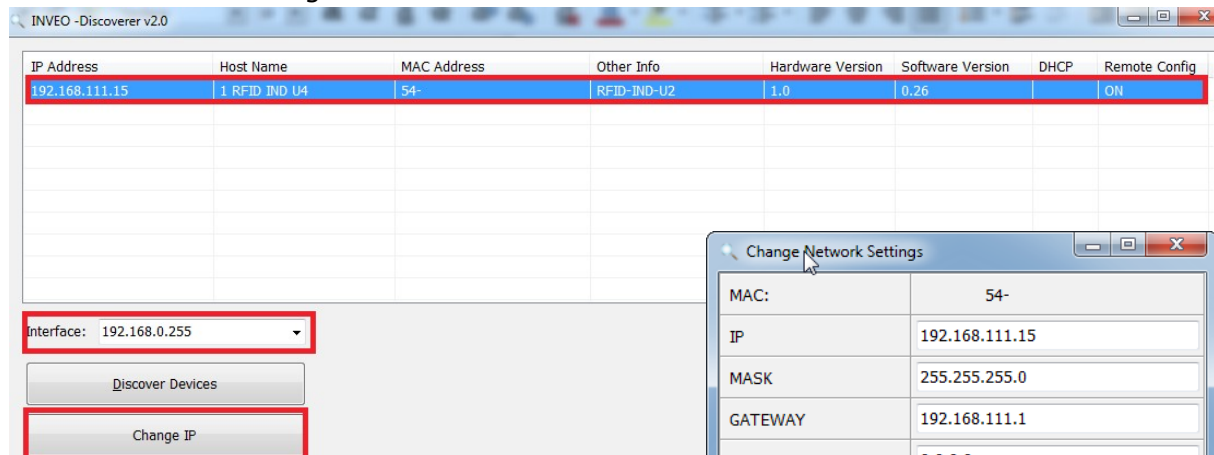 INVEO -Discoverer v2.0
IP Address Host Name MAC Address Other Info Hardware Version Software Version DHCP Remote Config
192.168.111.15 1 RFID IND U4 54- RFID-IND-U2 1.0 0.26 ON
Change Network Settings
MAC: 54-
Interface: 192.168.0.255
IP 192.168.111.15
Discover Devices
MASK 255.255.255.0
GATEWAY 192.168.111.1
Change IP